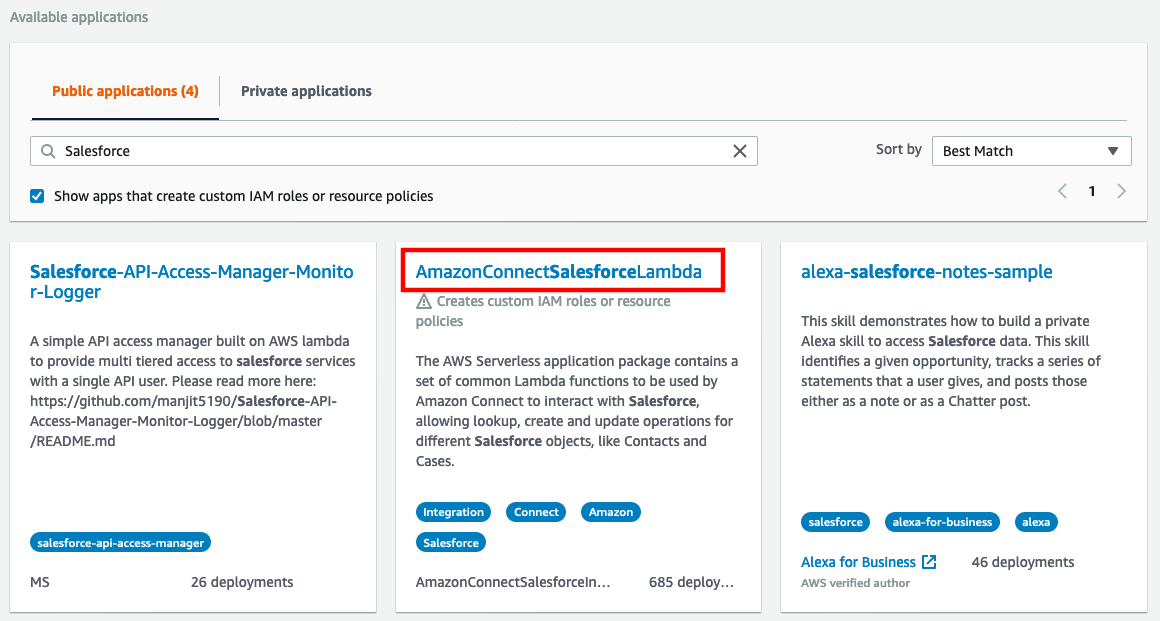 Available applications
Public applications (4)
Private applications
Salesforce
Sort by
Best Match
Show apps that create custom IAM roles or resource policies
1
Salesforce-API-Access-Manager-Monito
r-Logger
A simple API access manager built on AWS lambda
to provide multi tiered access to salesforce services
with a single API user. Please read more here:
https://github.com/manjit5190/Salesforce-API-
Access-Manager-Monitor-Logger/blob/master
/README.md
salesforce-api-access-manager
MS
26 deployments
AmazonConnectSalesforceLambda
Creates custom IAM roles or resource
policies
The AWS Serverless application package contains a
set of common Lambda functions to be used by
Amazon Connect to interact with Salesforce,
allowing lookup, create and update operations for
different Salesforce objects, like Contacts and
Cases.
Integration
Connect
Amazon
Salesforce
AmazonConnectSalesforceIn...
685 deploy...
alexa-salesforce-notes-sample
This skill demonstrates how to build a private
Alexa skill to access Salesforce data. This skill
identifies a given opportunity, tracks a series of
statements that a user gives, and posts those
either as a note or as a Chatter post.
salesforce
alexa-for-business
alexa
Alexa for Business
46 deployments
AWS verified author